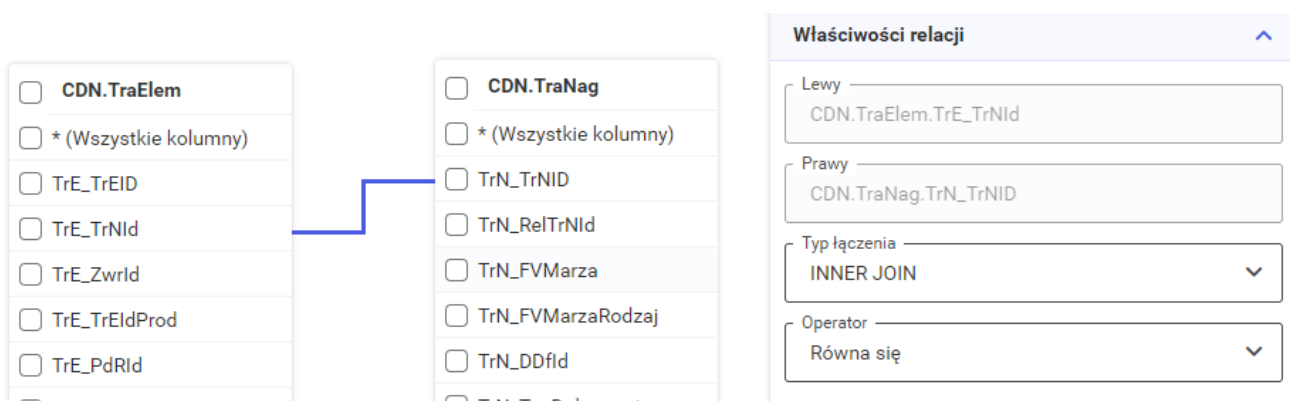 CDN.TraElem
* (Wszystkie kolumny)
TrE_TrEID
TrE_TrNId
TrE_ZwrId
TrE_TrEIdProd
TrE_PdRId
CDN.TraNag
* (Wszystkie kolumny)
TrN_TrNID
TrN_RelTrNId
TrN_FVMarza
TrN_FVMarzaRodzaj
TrN_DDfId
Właściwości relacji
Lewy
CDN.TraElem.TrE_TrNId
Prawy
CDN.TraNag.TrN_TrNID
Typ łączenia
INNER JOIN
Operator
Równa się